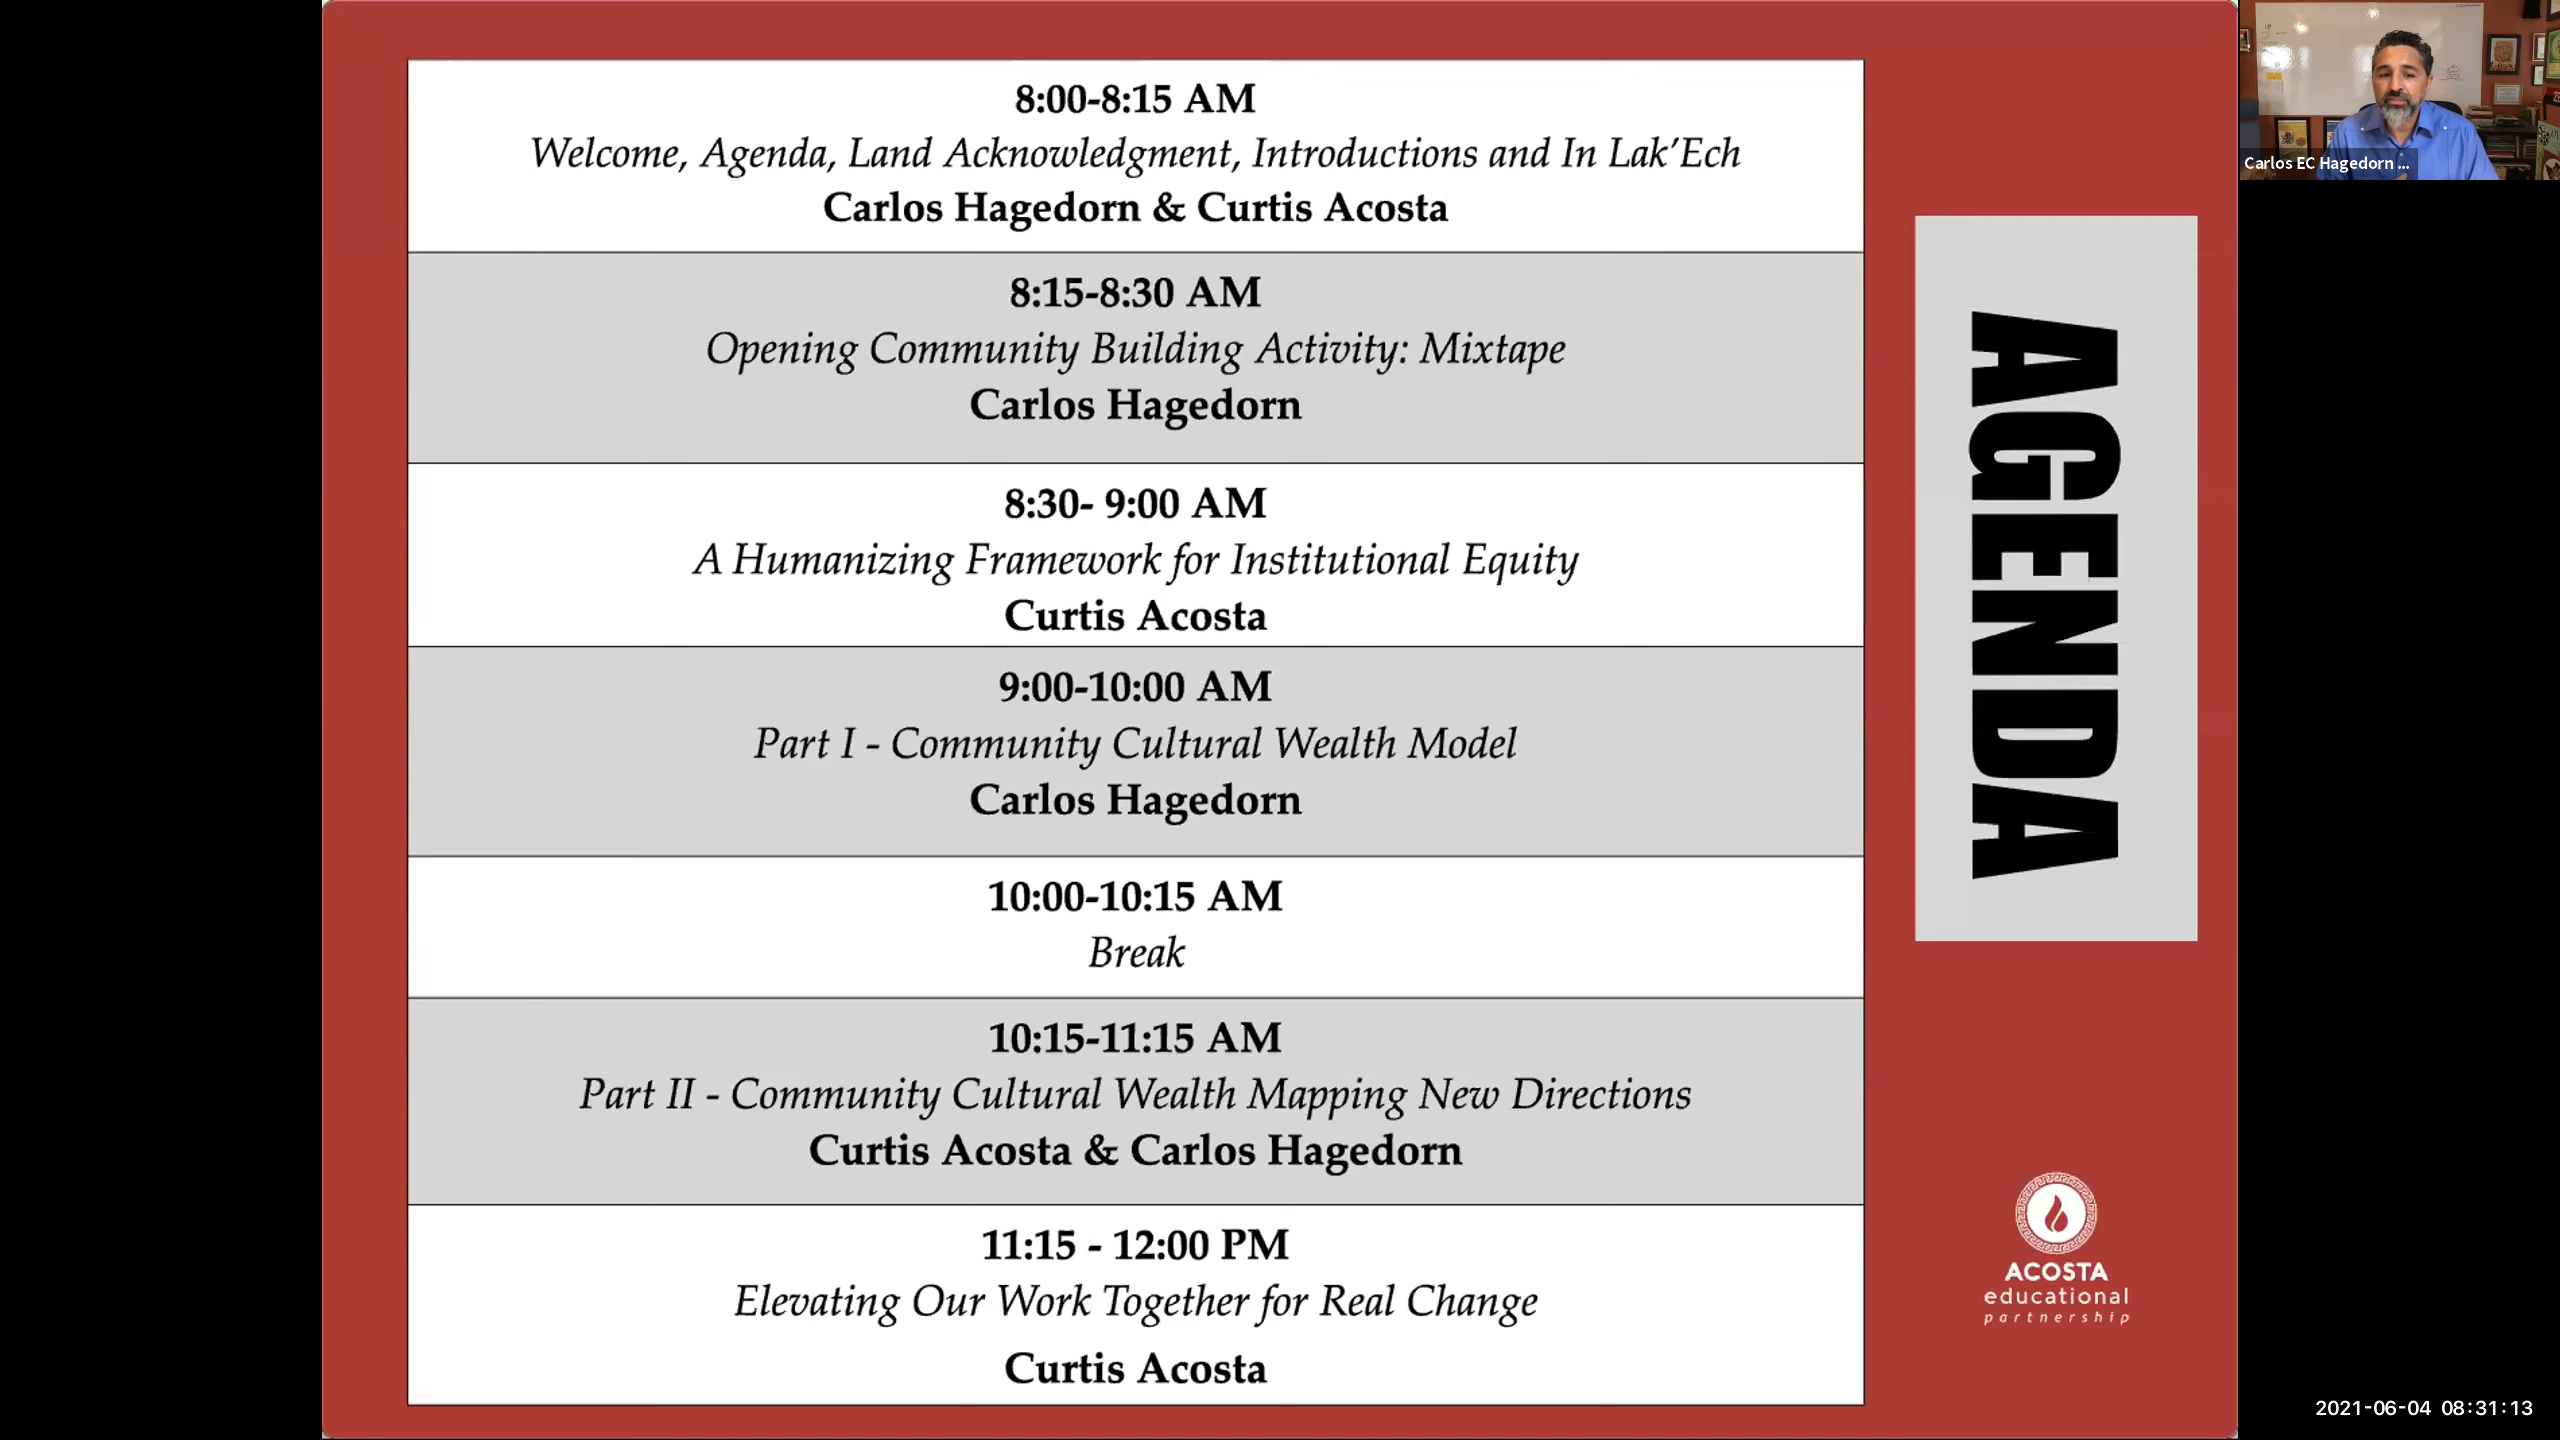 8:00-8:15 AM
Welcome, Agenda, Land Acknowledgment, Introductions and In Lak’Ech
Carlos Hagedorn & Curtis Acosta
8:15-8:30 AM
Opening Community Building Activity: Mixtape
Carlos Hagedorn
8:30- 9:00 AM
A Humanizing Framework for Institutional Equity
Curtis Acosta
9:00-10:00 AM
Part I - Community Cultural Wealth Model
Carlos Hagedorn
10:00-10:15 AM
Break
10:15-11:15 AM
Part II - Community Cultural Wealth Mapping New Directions
Curtis Acosta & Carlos Hagedorn
11:15 - 12:00 PM
Elevating Our Work Together for Real Change
Curtis Acosta
AGENDA
ACOSTA
educational
partnership
Carlos EC Hagedorn ...
2021-06-04 08:31:13